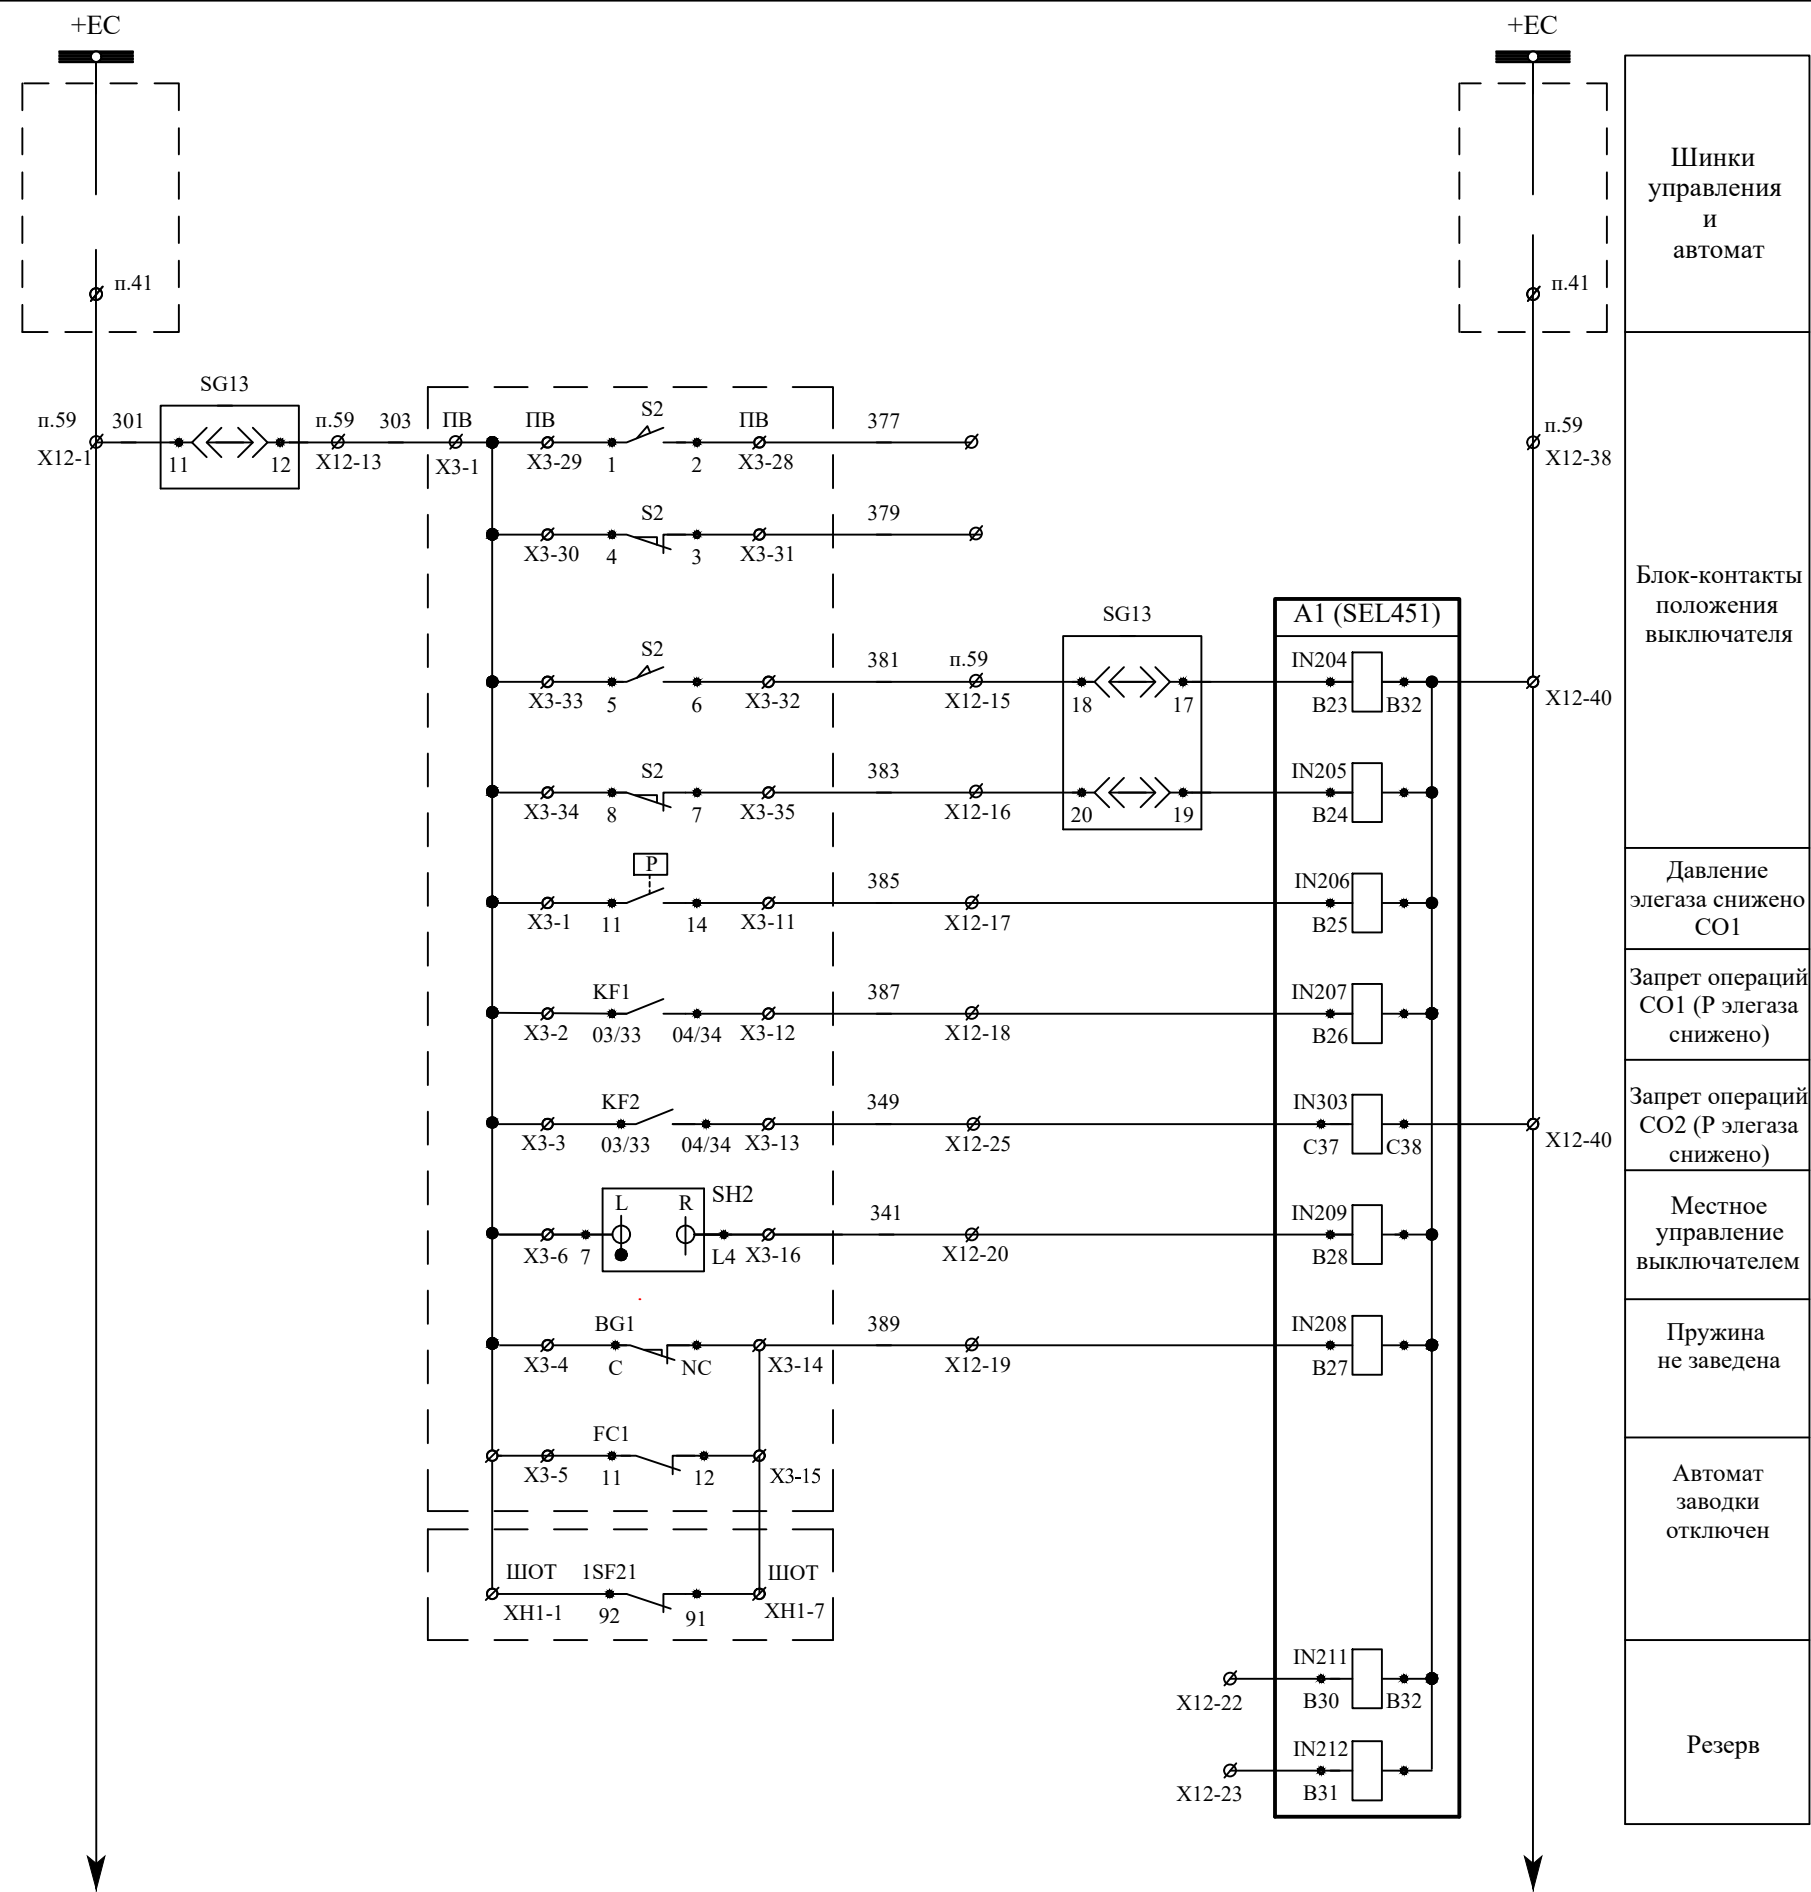 +EC
+EC
п.41
п.41
Шинки
управления
и
автомат
SG13
п.59
301
11
12
X12-1
п.59
303
X12-13
ПВ
X3-1
ПВ
X3-29
S2
1
2
ПВ
X3-28
377
п.59
X12-38
S2
X3-30
4
3
X3-31
379
Блок-контакты
положения
выключателя
A1 (SEL451)
SG13
S2
X3-33
5
6
X3-32
381
п.59
X12-15
18
17
IN204
B23
B32
X12-40
S2
X3-34
8
7
X3-35
383
X12-16
20
19
IN205
B24
P
X3-1
11
14
X3-11
385
X12-17
IN206
B25
Давление
элегаза снижено
СО1
KF1
X3-2
03/33
04/34
X3-12
387
X12-18
IN207
B26
Запрет операций
СО1 (Р элегаза
снижено)
KF2
X3-3
03/33
04/34
X3-13
349
X12-25
IN303
C37
C38
X12-40
Запрет операций
СО2 (Р элегаза
снижено)
L
R
SH2
X3-6
7
L4
X3-16
341
X12-20
IN209
B28
Местное
управление
выключателем
BG1
X3-4
C
NC
X3-14
389
X12-19
IN208
B27
Пружина
не заведена
FC1
X3-5
11
12
X3-15
Автомат
заводки
отключен
ШОТ
XH1-1
1SF21
92
91
ШОТ
XH1-7
X12-22
IN211
B30
B32
X12-23
IN212
B31
Резерв